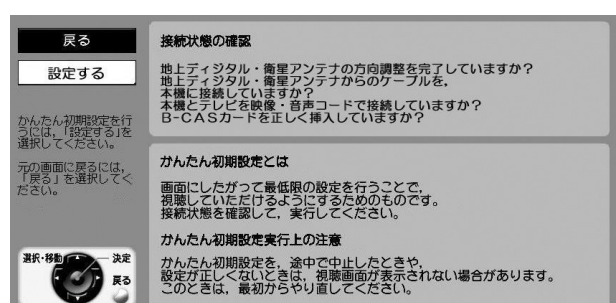 戻る
設定する
かんたん初期設定を行
うには,「設定する」を
選択してください。
元の画面に戻るには,
「戻る」を選択してく
ださい。
選択・移動
決定
戻る
接続状態の確認
地上ディジタル・衛星アンテナの方向調整を完了していますか?
地上ディジタル・衛星アンテナからのケーブルを,
本機に接続していますか?
本機とテレビを映像・音声コードで接続していますか?
B-CASカードを正しく挿入していますか?
かんたん初期設定とは
画面にしたがって最低限の設定を行うことで,
視聴していただけるようにするためのものです。
接続状態を確認して,実行してください。
かんたん初期設定実行上の注意
かんたん初期設定を,途中で中止したときや,
設定が正しくないときは,視聴画面が表示されない場合があります。
このときは,最初からやり直してください。